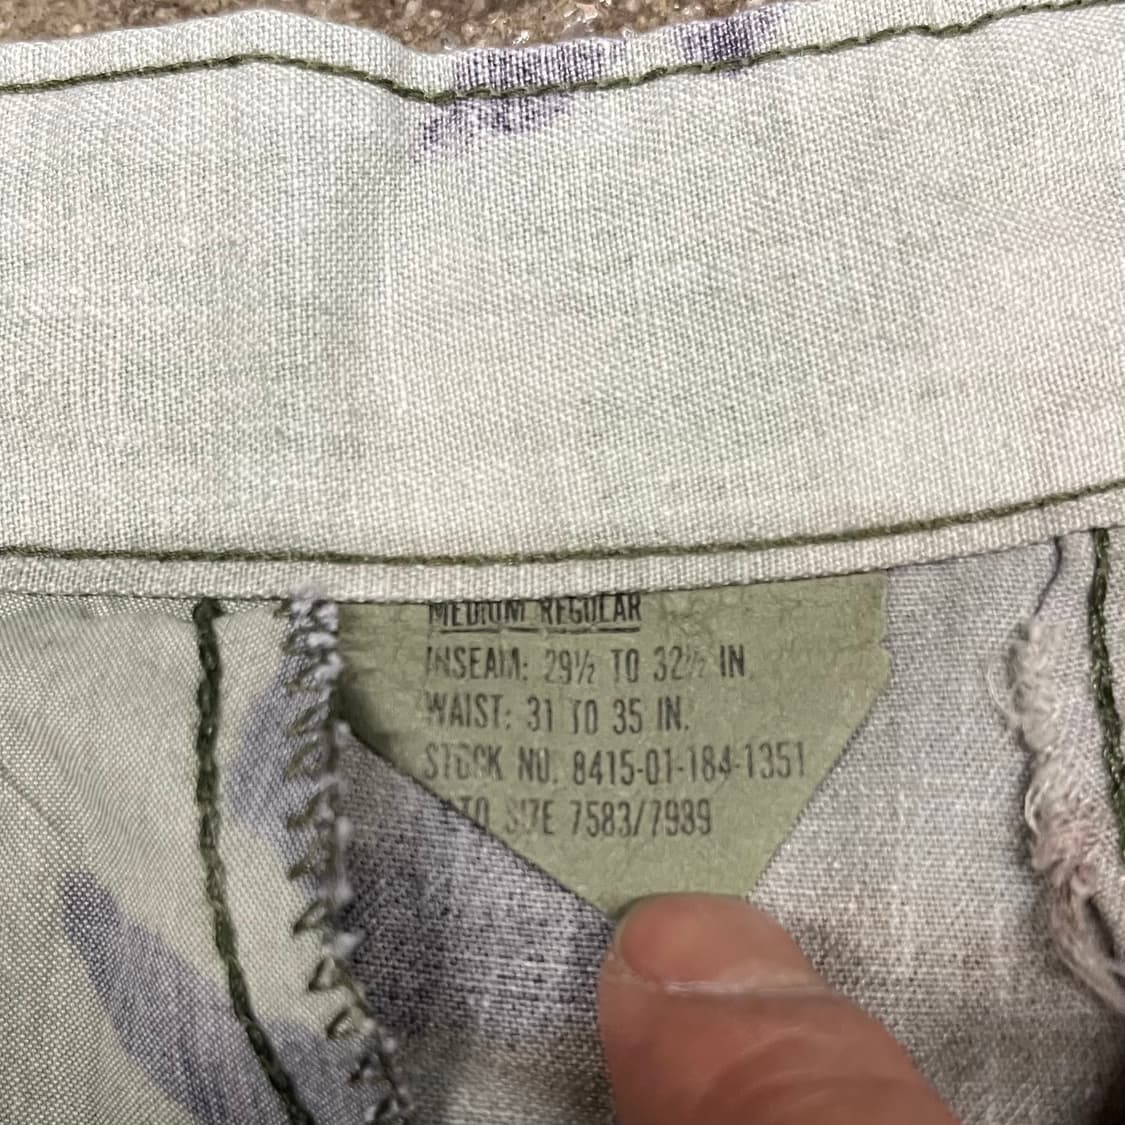 MEDIUM REGULAR
INSEAM: 29½ TO 32½ IN.
WAIST: 31 TO 35 IN.
STOCK NO. 8415-01-184-1351
SIZE 7583/7939